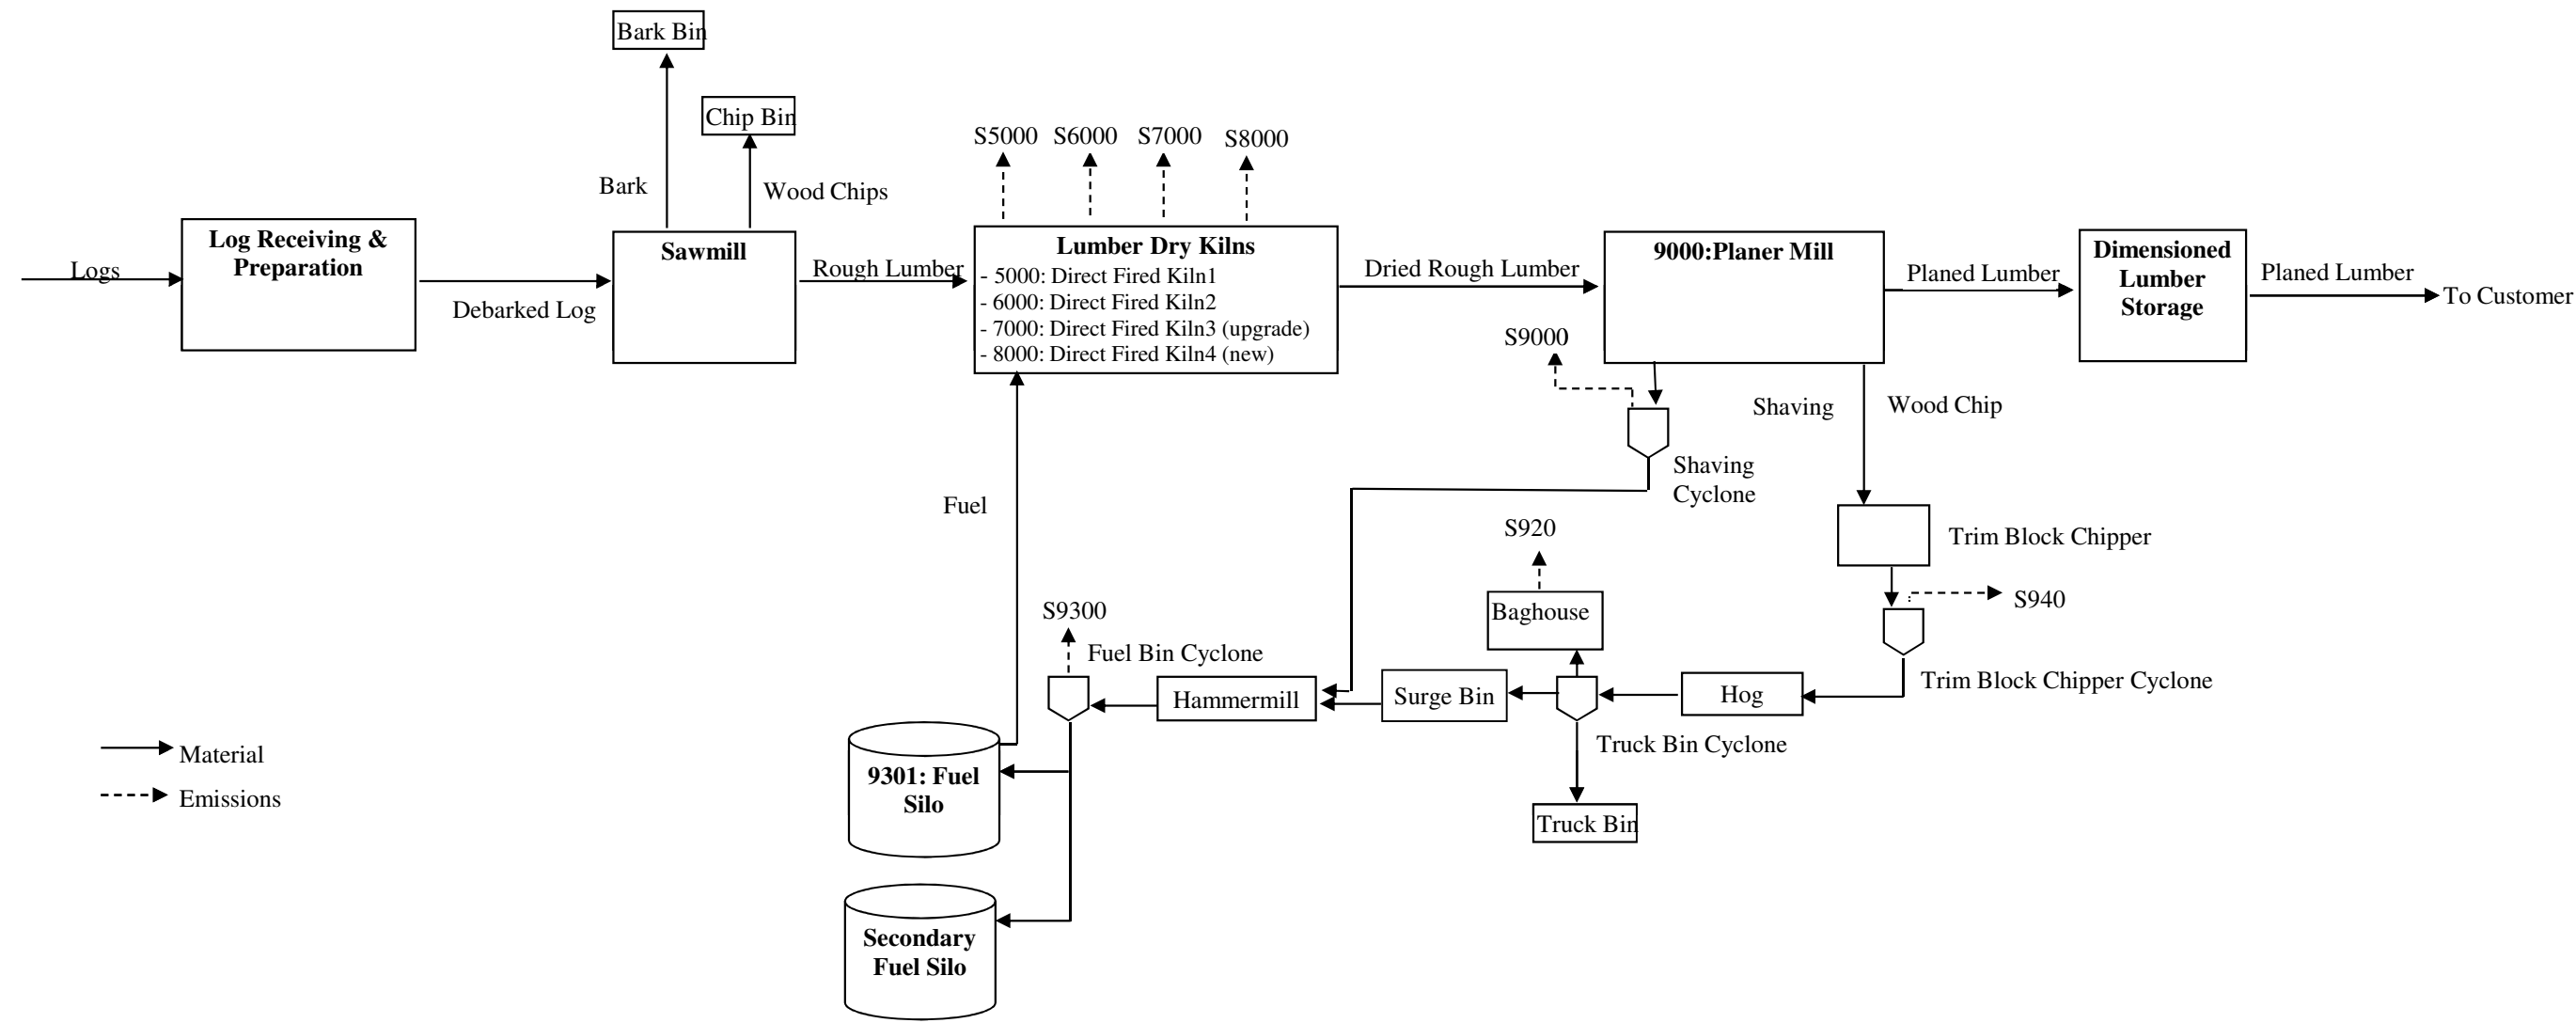 Bark Bin
Chip Bin
S5000 S6000 S7000 S8000
Bark
Wood Chips
Logs
Log Receiving &
Preparation
Debarked Log
Sawmill
Rough Lumber
Lumber Dry Kilns
- 5000: Direct Fired Kiln1
- 6000: Direct Fired Kiln2
- 7000: Direct Fired Kiln3 (upgrade)
- 8000: Direct Fired Kiln4 (new)
Dried Rough Lumber
9000:Planer Mill
Planed Lumber
Dimensioned
Lumber
Storage
Planed Lumber
To Customer
S9000
Shaving
Wood Chip
Shaving
Cyclone
Fuel
S920
Trim Block Chipper
S9300
Baghouse
S940
Fuel Bin Cyclone
Hammermill
Surge Bin
Hog
Trim Block Chipper Cyclone
Truck Bin Cyclone
Material
9301: Fuel
Silo
Emissions
Truck Bin
Secondary
Fuel Silo